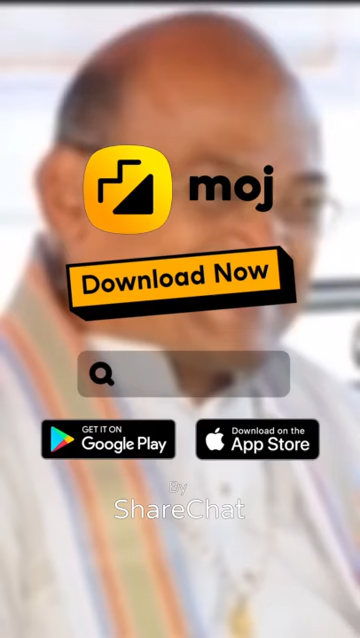 moj
Download Now
GET IT ON
Google Play
Download on the
App Store
By
ShareChat